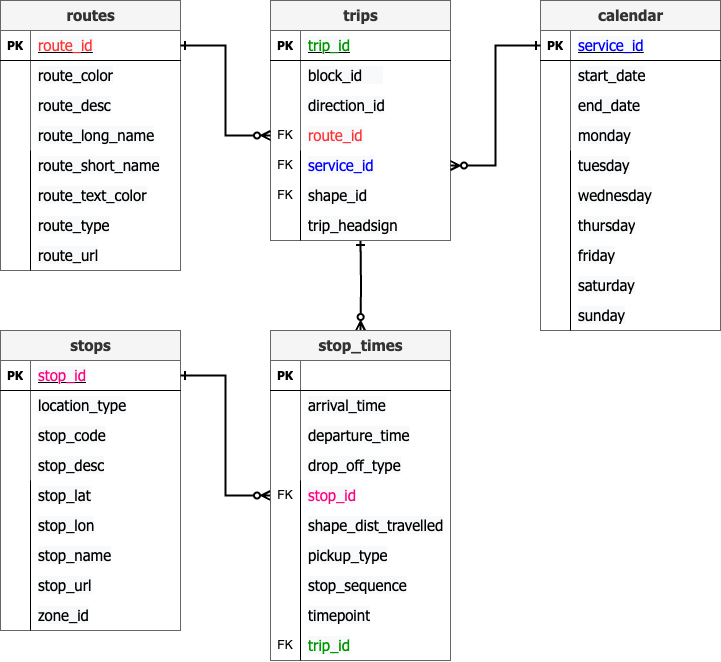 routes
PK route_id
route_color
route_desc
route_long_name
route_short_name
route_text_color
route_type
route_url
trips
PK trip_id
block_id
direction_id
FK route_id
FK service_id
FK shape_id
trip_headsign
calendar
PK service_id
start_date
end_date
monday
tuesday
wednesday
thursday
friday
saturday
sunday
stops
PK stop_id
location_type
stop_code
stop_desc
stop_lat
stop_lon
stop_name
stop_url
zone_id
stop_times
PK
arrival_time
departure_time
drop_off_type
FK stop_id
shape_dist_travelled
pickup_type
stop_sequence
timepoint
FK trip_id